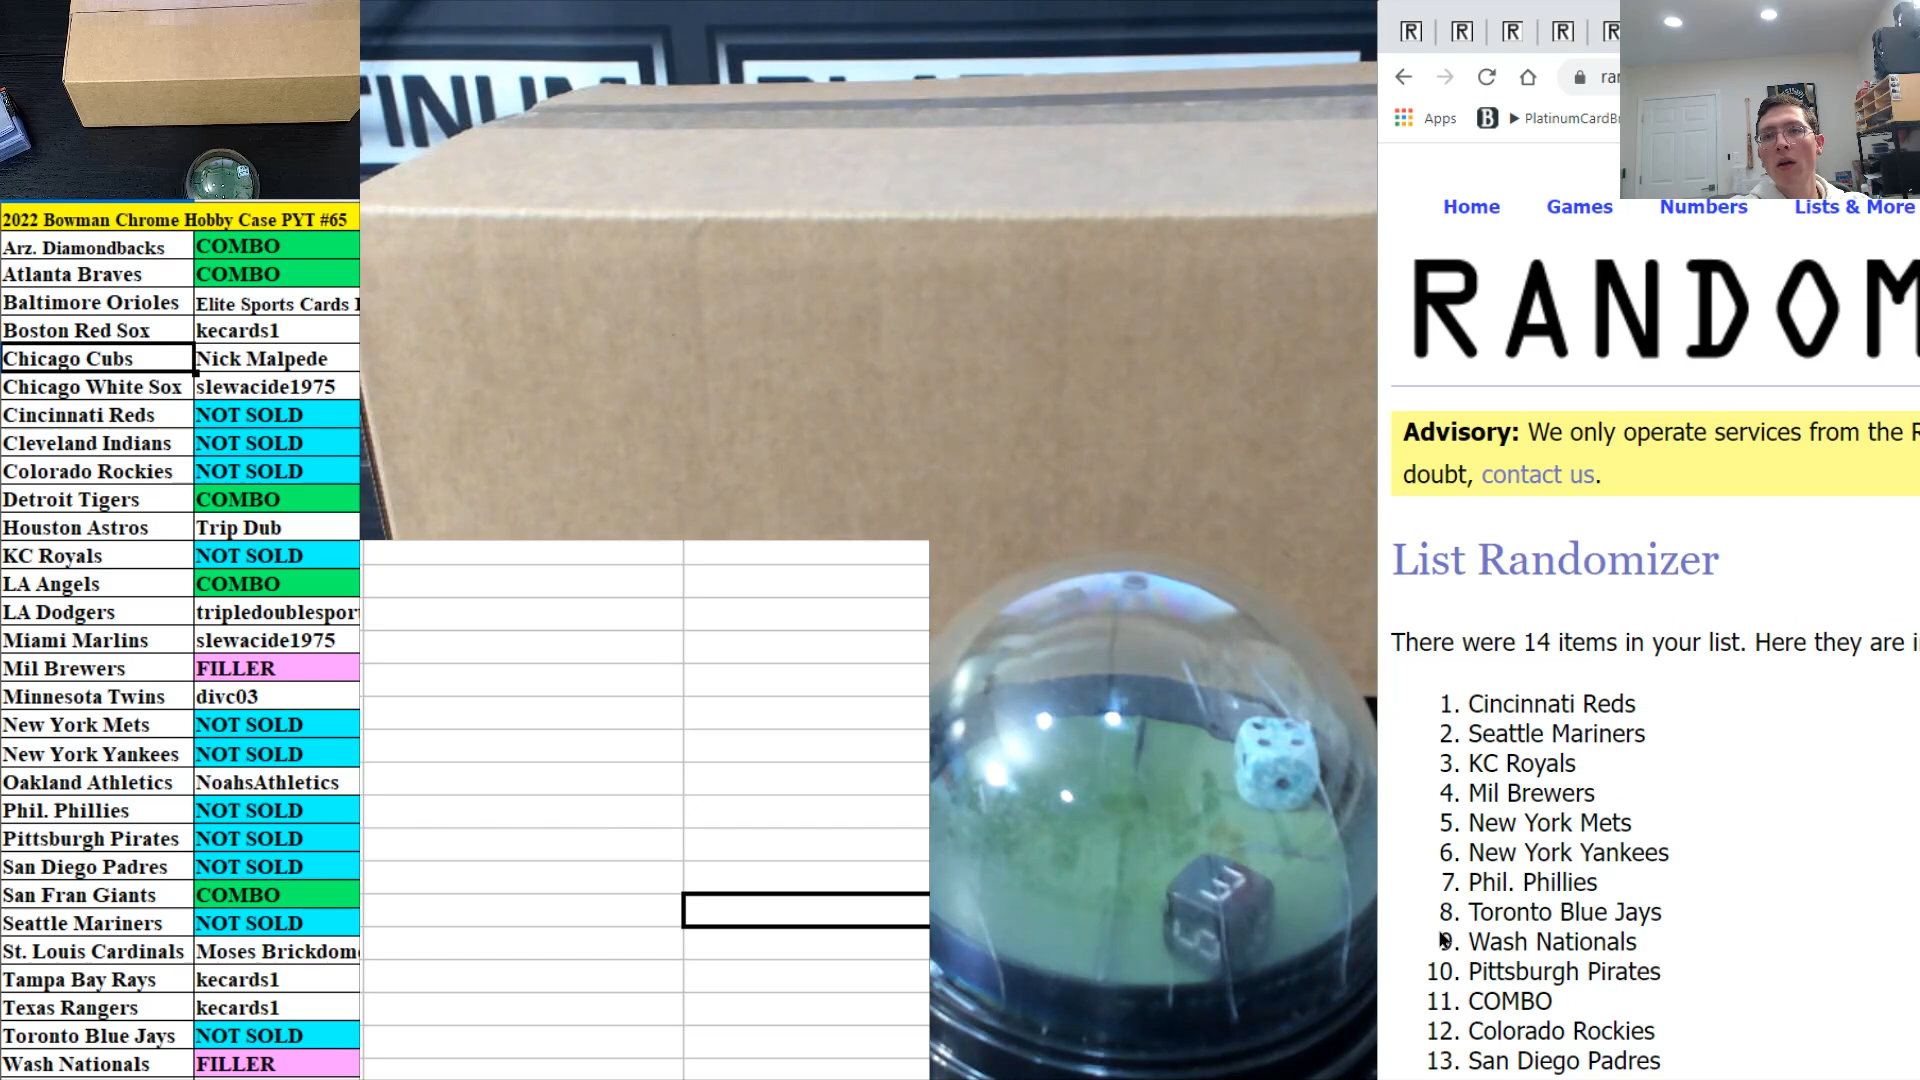 2022 Bowman Chrome Hobby Case PYT #65
Arz. Diamondbacks COMBO
Atlanta Braves COMBO
Baltimore Orioles Elite Sports Cards
Boston Red Sox kecards1
Chicago Cubs Nick Malpede
Chicago White Sox slewacide1975
Cincinnati Reds NOT SOLD
Cleveland Indians NOT SOLD
Colorado Rockies NOT SOLD
Detroit Tigers COMBO
Houston Astros Trip Dub
KC Royals NOT SOLD
LA Angels COMBO
LA Dodgers tripledoublespor
Miami Marlins slewacide1975
Mil Brewers FILLER
Minnesota Twins divc03
New York Mets NOT SOLD
New York Yankees NOT SOLD
Oakland Athletics NoahsAthletics
Phil. Phillies NOT SOLD
Pittsburgh Pirates NOT SOLD
San Diego Padres NOT SOLD
San Fran Giants COMBO
Seattle Mariners NOT SOLD
St. Louis Cardinals Moses Brickdom
Tampa Bay Rays kecards1
Texas Rangers kecards1
Toronto Blue Jays NOT SOLD
Wash Nationals FILLER
TINUM
R R R R R
rar
Apps B PlatinumCardB
Home Games Numbers Lists & More
RANDOM
Advisory: We only operate services from the R
doubt, contact us.
List Randomizer
There were 14 items in your list. Here they are i
1. Cincinnati Reds
2. Seattle Mariners
3. KC Royals
4. Mil Brewers
5. New York Mets
6. New York Yankees
7. Phil. Phillies
8. Toronto Blue Jays
9. Wash Nationals
10. Pittsburgh Pirates
11. COMBO
12. Colorado Rockies
13. San Diego Padres